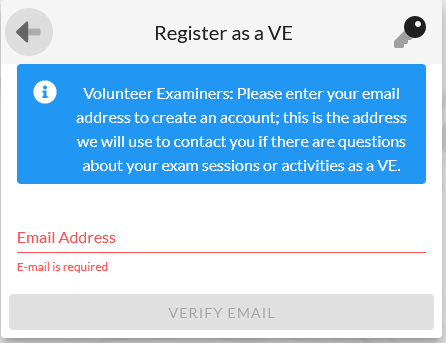 Register as a VE
Volunteer Examiners: Please enter your email
address to create an account; this is the address
we will use to contact you if there are questions
about your exam sessions or activities as a VE.
Email Address
E-mail is required
VERIFY EMAIL